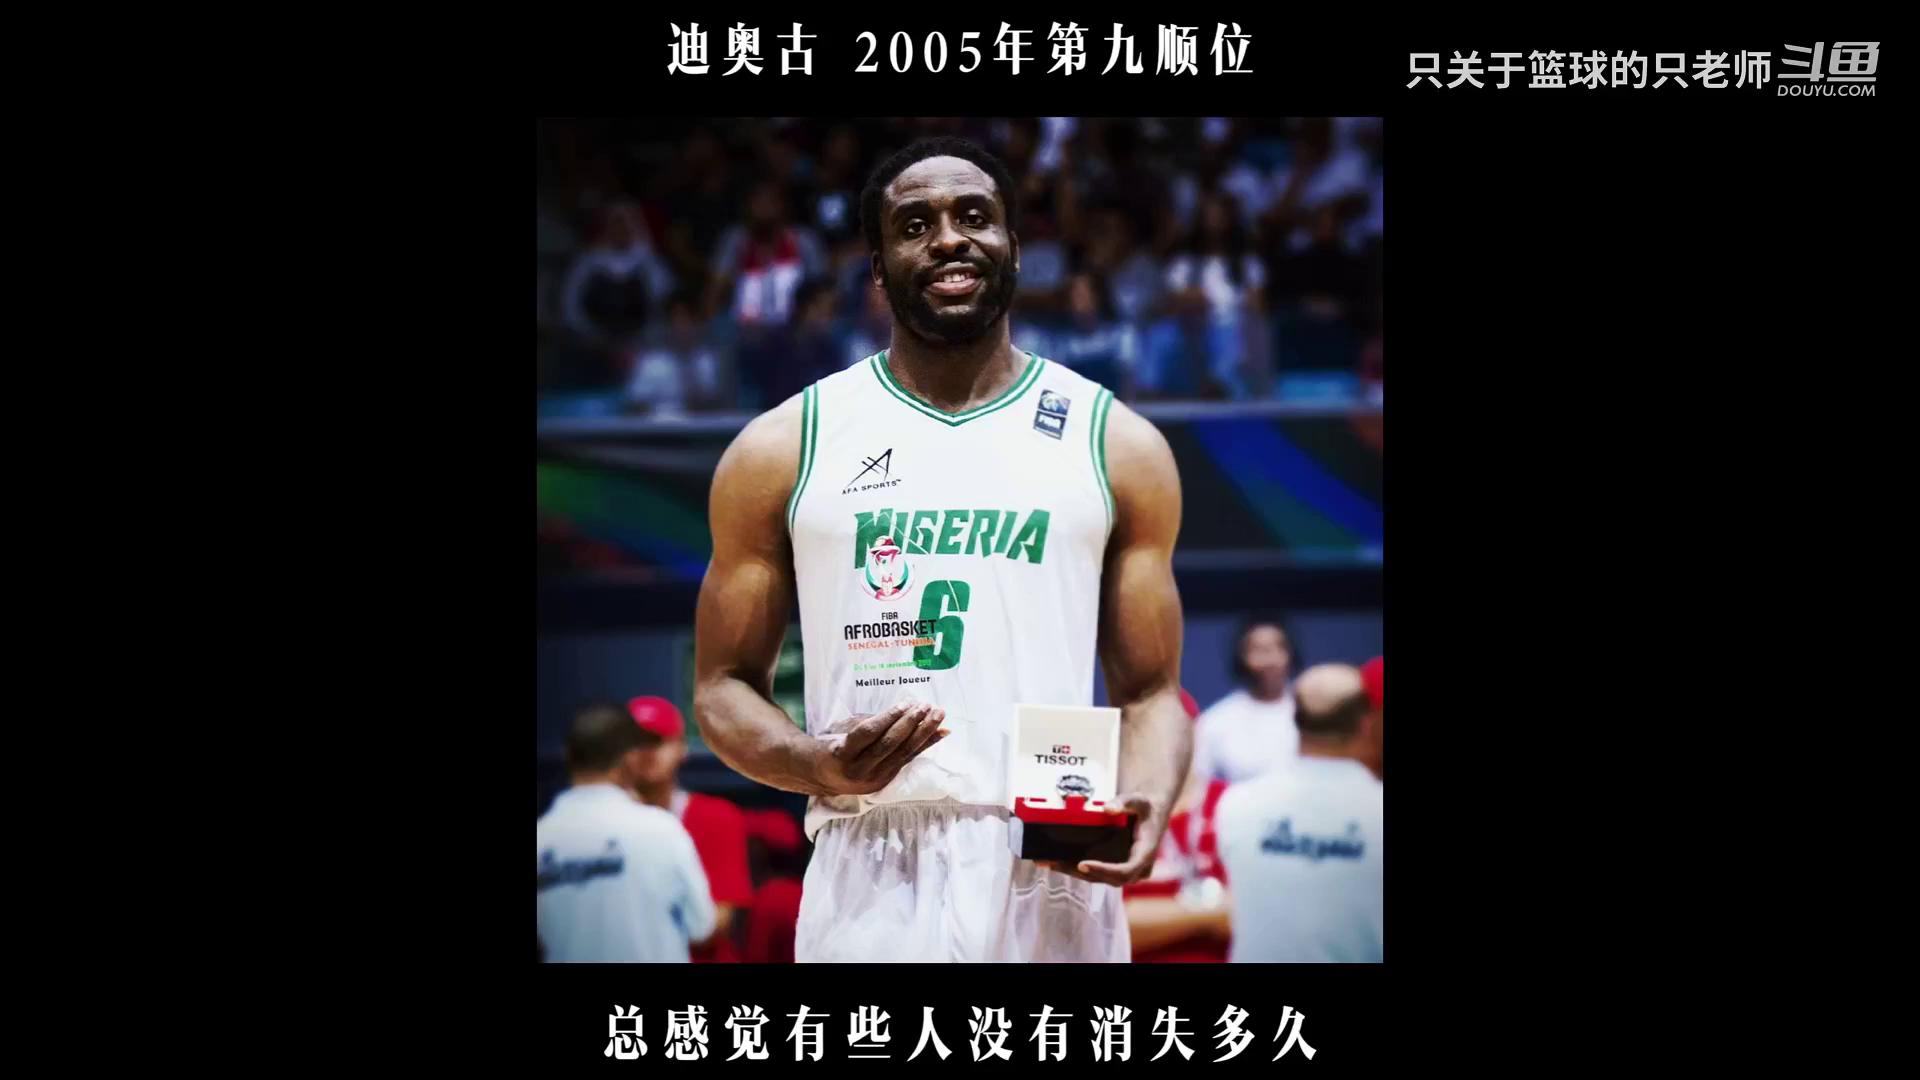 迪奥古 2005年第九顺位
只关于篮球的只老师
斗鱼
DOUYU.COM
AFA SPORTS
NIGERIA
6
FIBA
AFROBASKET
SENEGAL-TUNISIA
Meilleur Joueur
TISSOT
总感觉有些人没有消失多久